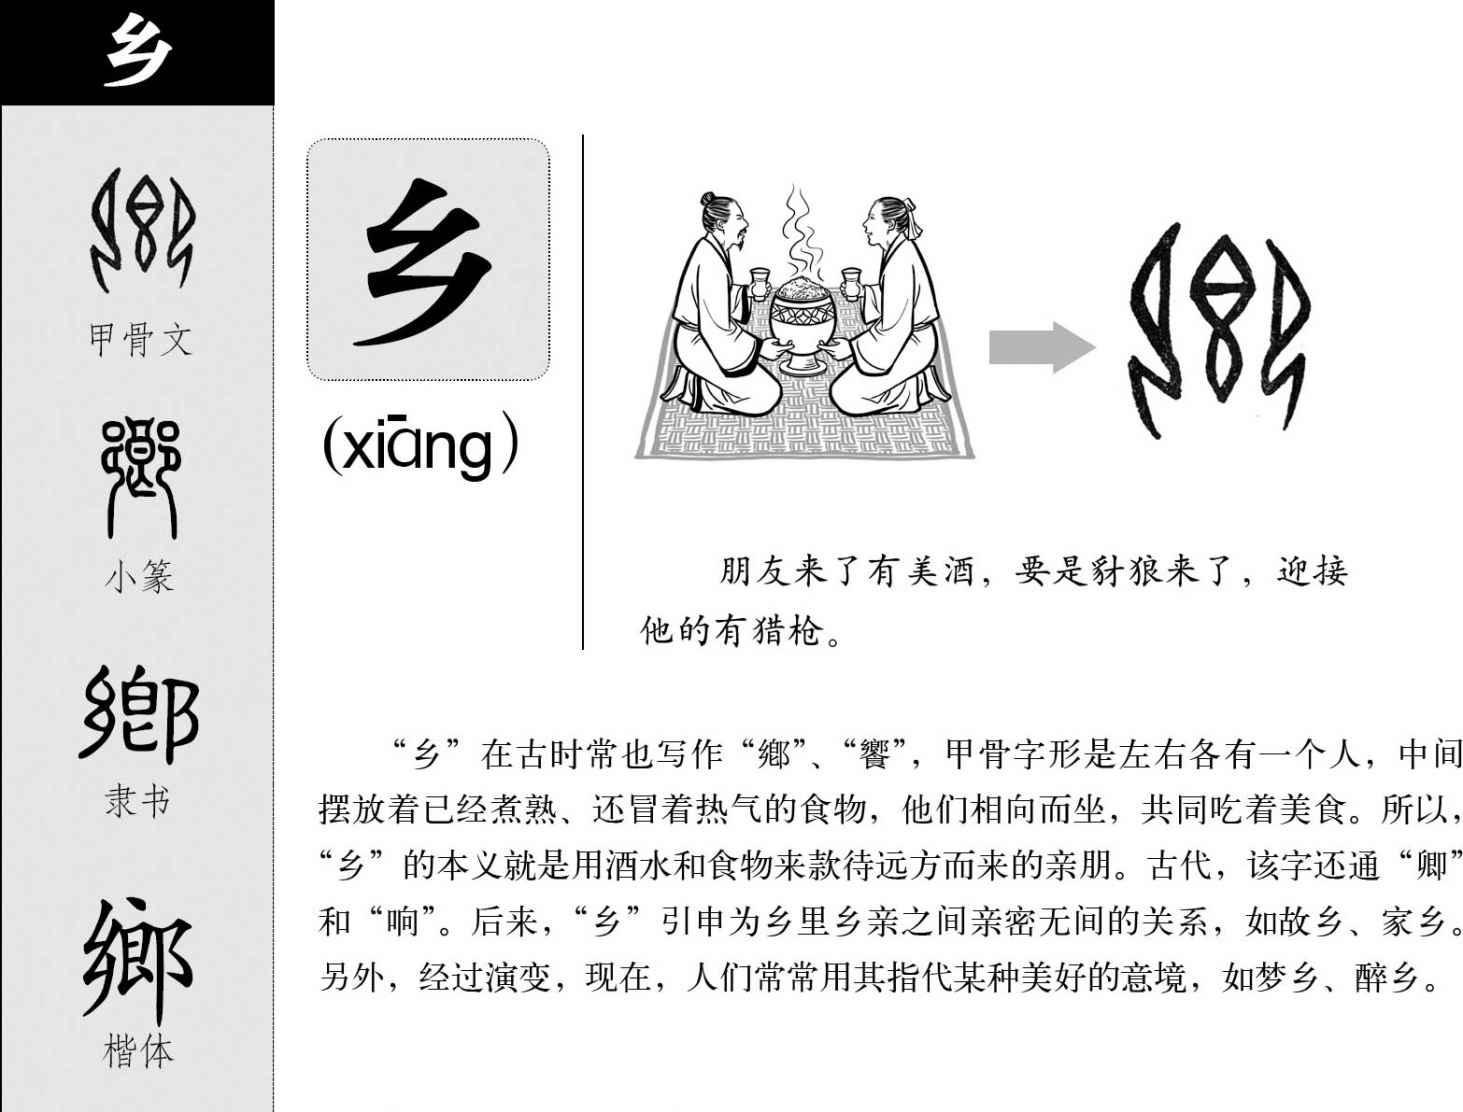 乡
甲骨文
小篆
隶书
楷体
乡
(xiāng)
朋友来了有美酒，要是豺狼来了，迎接
他的有猎枪。
“乡”在古时常也写作“鄉”、“饗”，甲骨字形是左右各有一个人，中间
摆放着已经煮熟、还冒着热气的食物，他们相向而坐，共同吃着美食。所以，
“乡”的本义就是用酒水和食物来款待远方而来的亲朋。古代，该字还通“卿”
和“晌”。后来，“乡”引申为乡里乡亲之间亲密无间的关系，如故乡、家乡。
另外，经过演变，现在，人们常常用其指代某种美好的意境，如梦乡、醉乡。